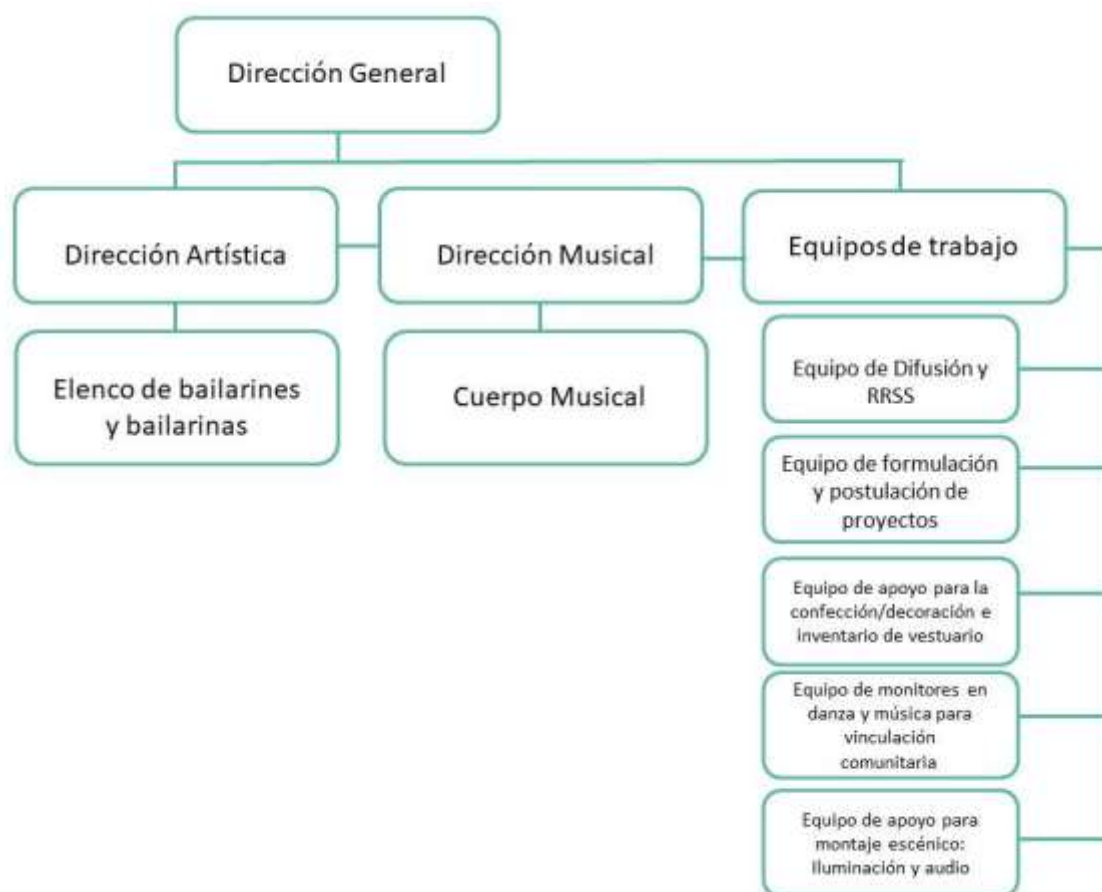 Dirección General
Dirección Artística
Dirección Musical
Equipos de trabajo
Elenco de bailarines
y bailarinas
Cuerpo Musical
Equipo de Difusión y
RRSS
Equipo de formulación
y postulación de
proyectos
Equipo de apoyo para la
confección/decoración e
inventario de vestuario
Equipo de monitores en
danza y música para
vinculación
comunitaria
Equipo de apoyo para
montaje escénico:
Iluminación y audio